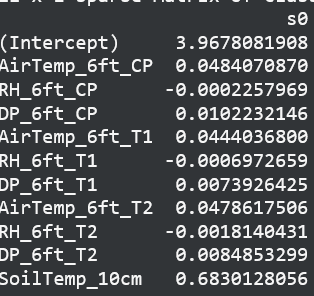 s0
(Intercept) 3.9678081908
AirTemp_6ft_CP 0.0484070870
RH_6ft_CP -0.0002257969
DP_6ft_CP 0.0102232146
AirTemp_6ft_T1 0.0444036800
RH_6ft_T1 -0.0006972659
DP_6ft_T1 0.0073926425
AirTemp_6ft_T2 0.0478617506
RH_6ft_T2 -0.0018140431
DP_6ft_T2 0.0084853299
SoilTemp_10cm 0.6830128056